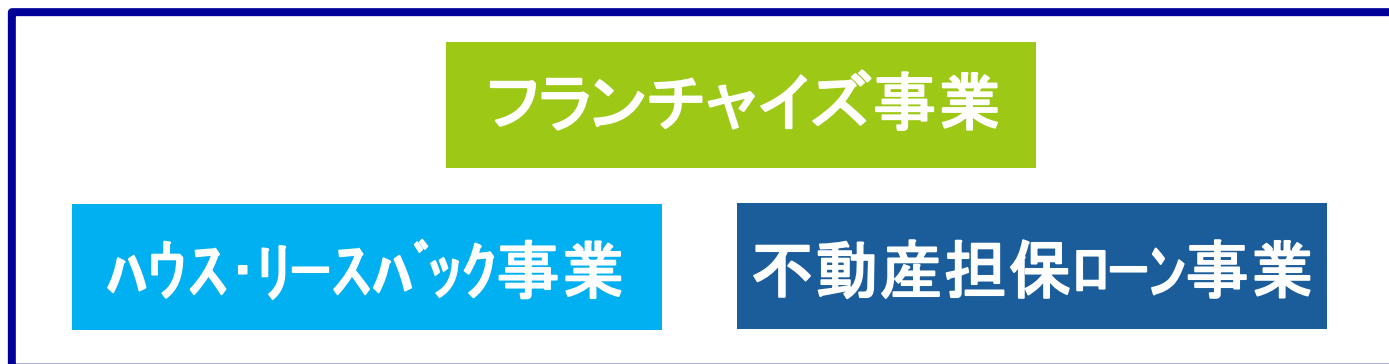 フランチャイズ事業
ハウス・リースバック事業
不動産担保ローン事業